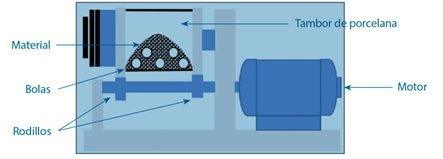 Tambor de porcelana
Material
Bolas
Motor
Rodillos